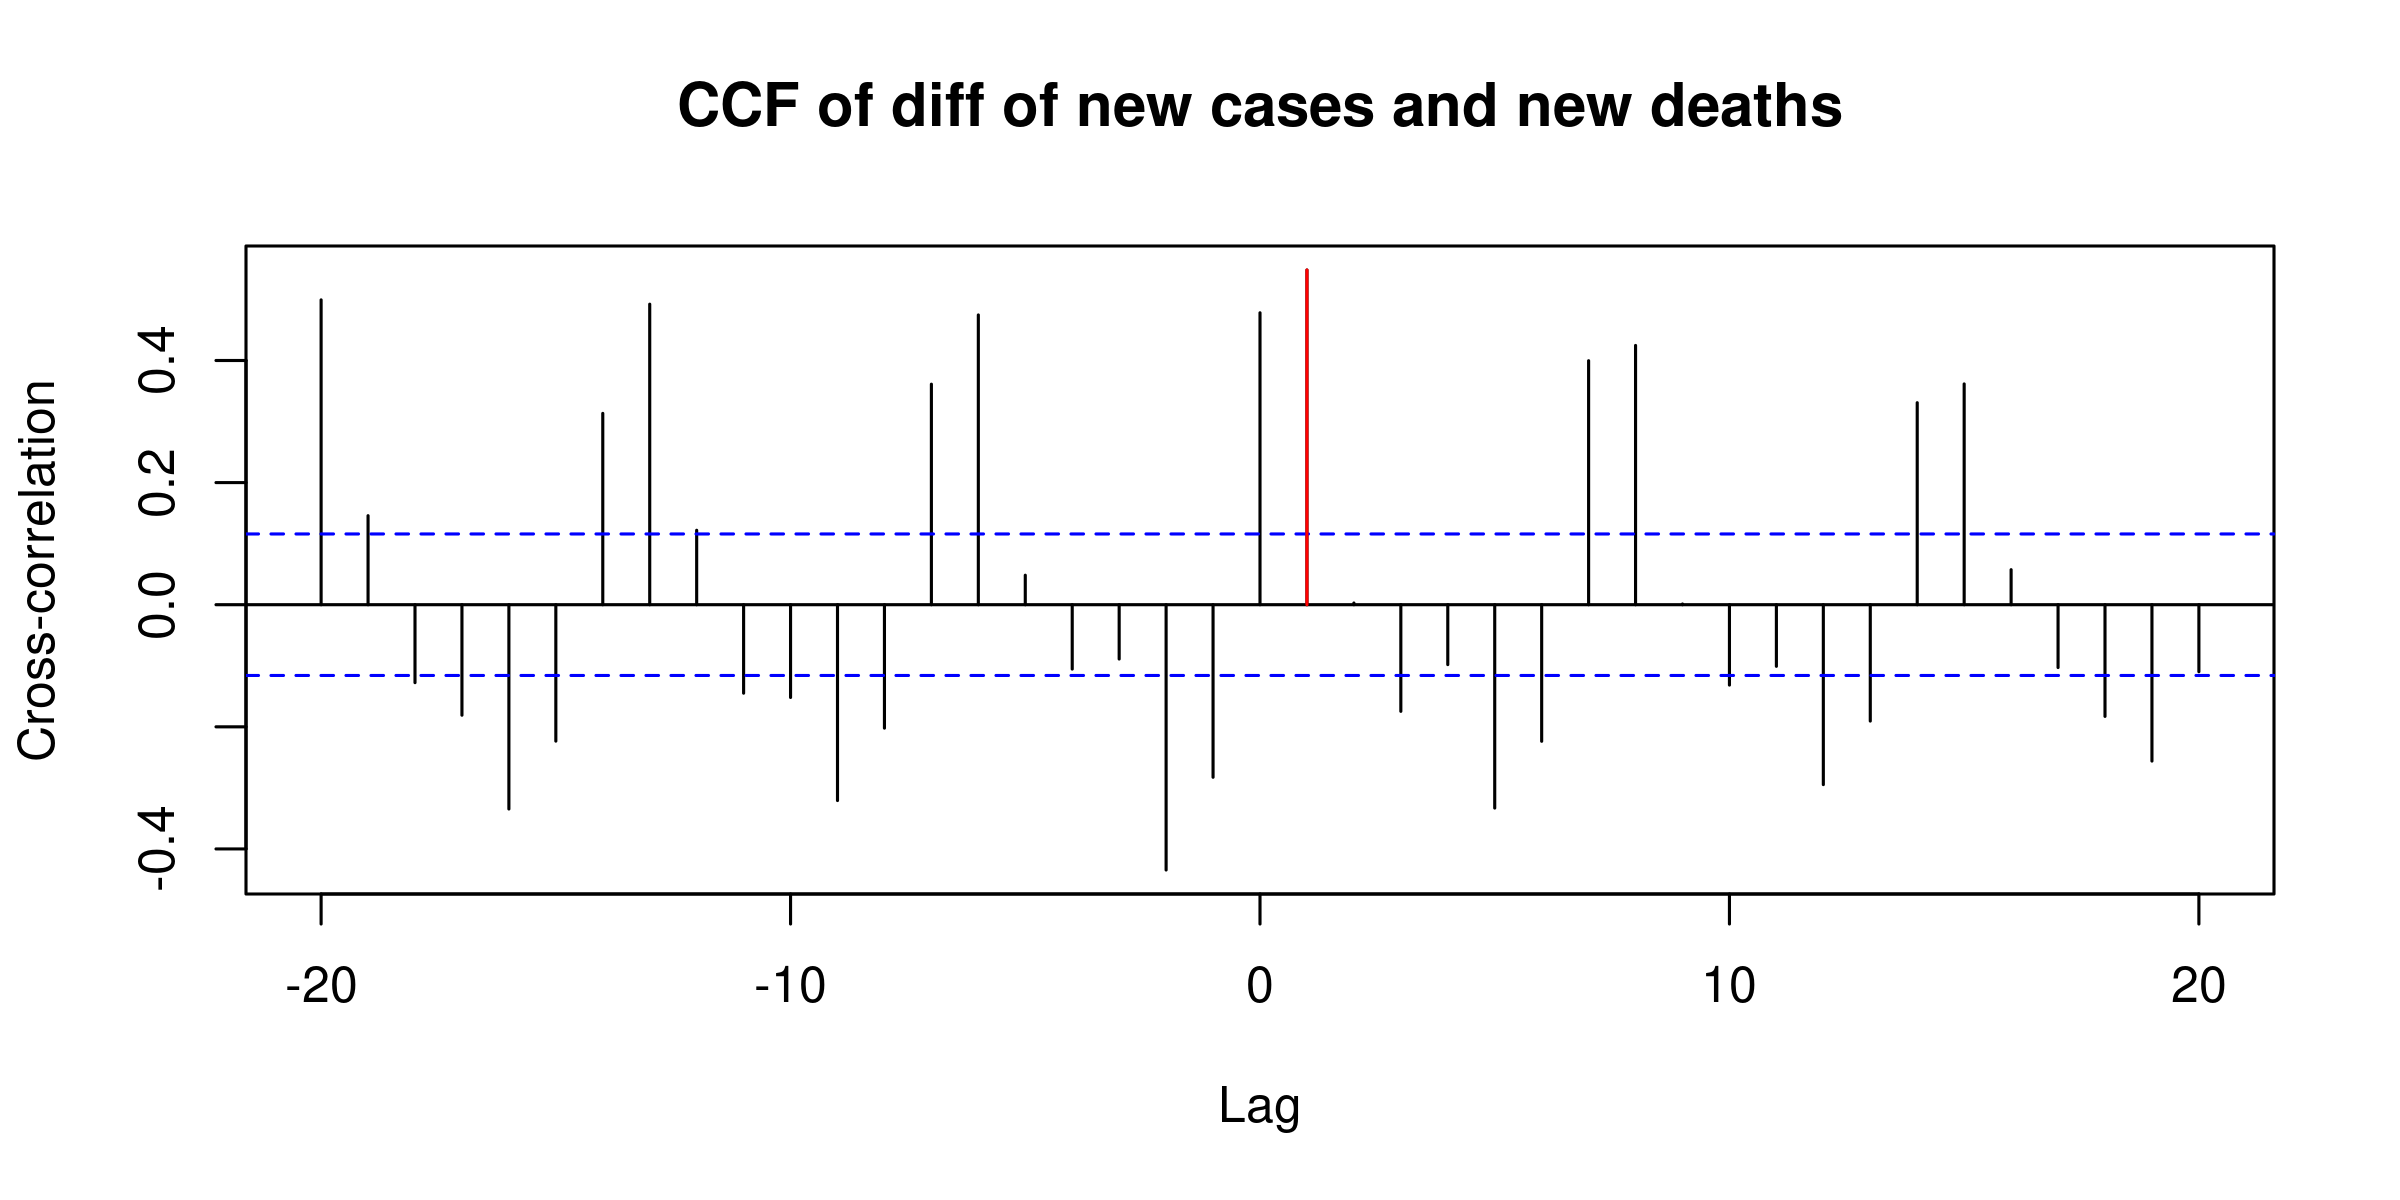 CCF of diff of new cases and new deaths
Cross-correlation
0.4
0.2
0.0
-0.4
-20 -10 0 10 20
Lag